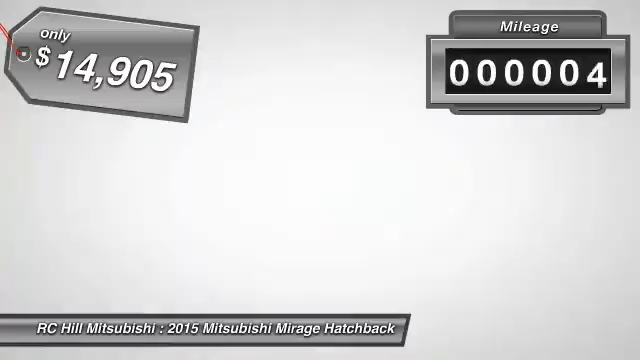 only
$14,905
Mileage
000004
RC Hill Mitsubishi : 2015 Mitsubishi Mirage Hatchback